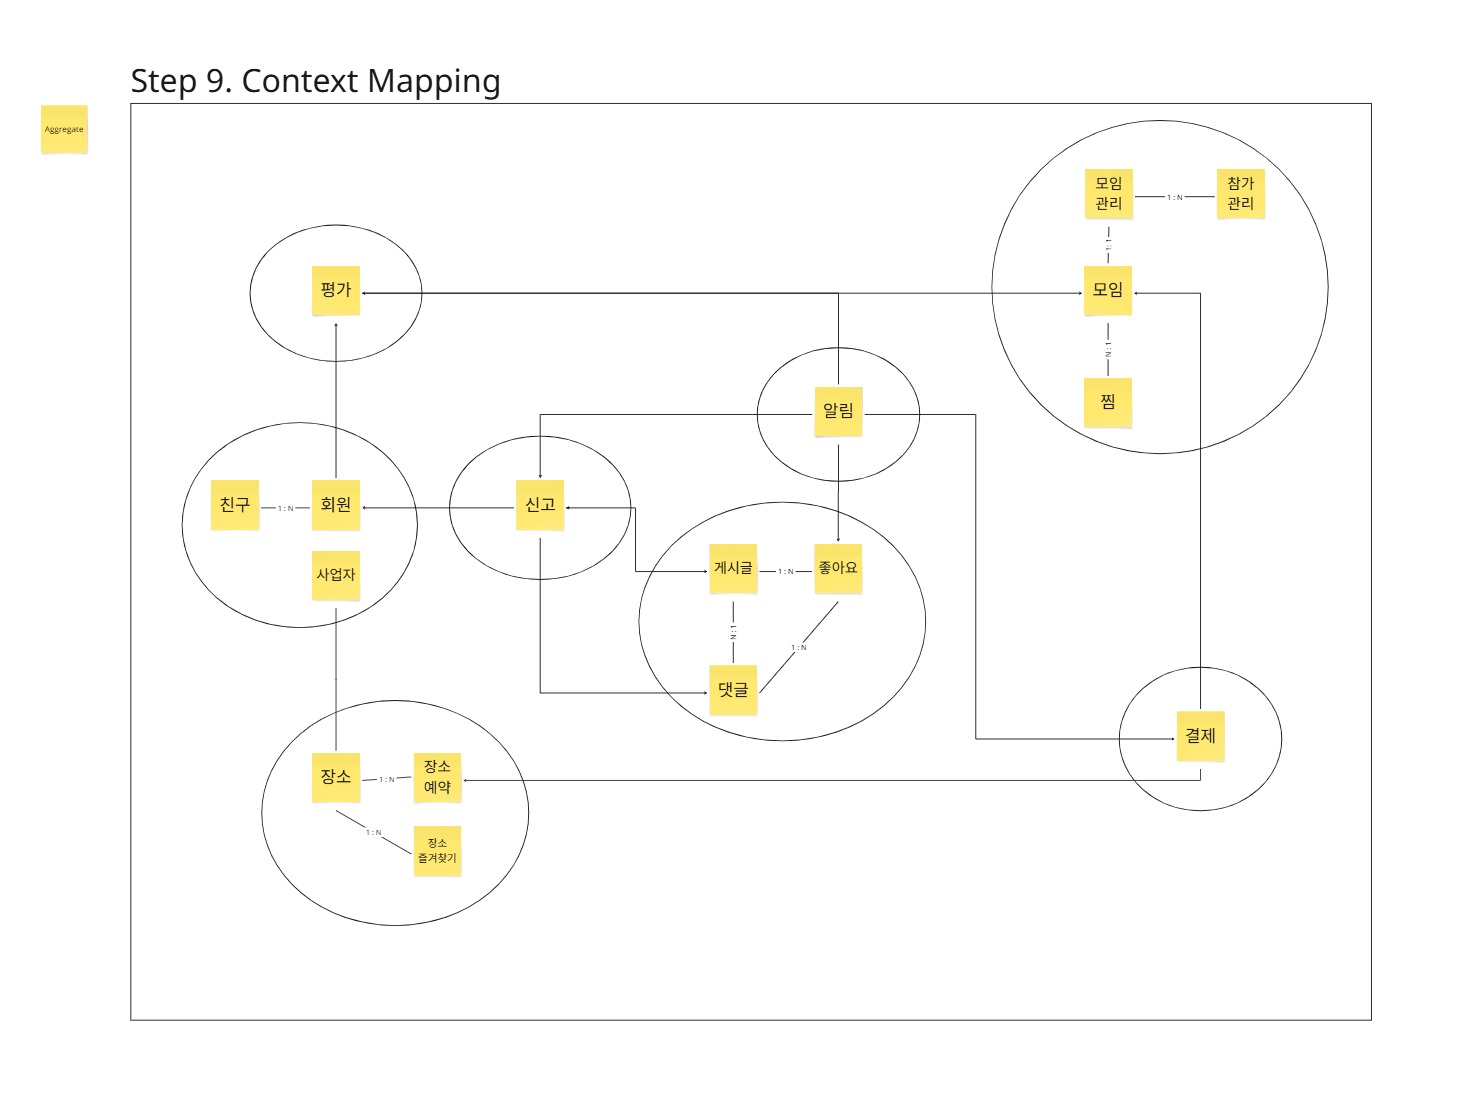 Step 9. Context Mapping
Aggregate
모임
관리
1 : N
참가
관리
1 : 1
평가
모임
N : 1
찜
알림
친구
1 : N
회원
신고
사업자
게시글
1 : N
좋아요
N : 1
1 : N
댓글
결제
장소
1 : N
장소
예약
1 : N
장소
즐겨찾기